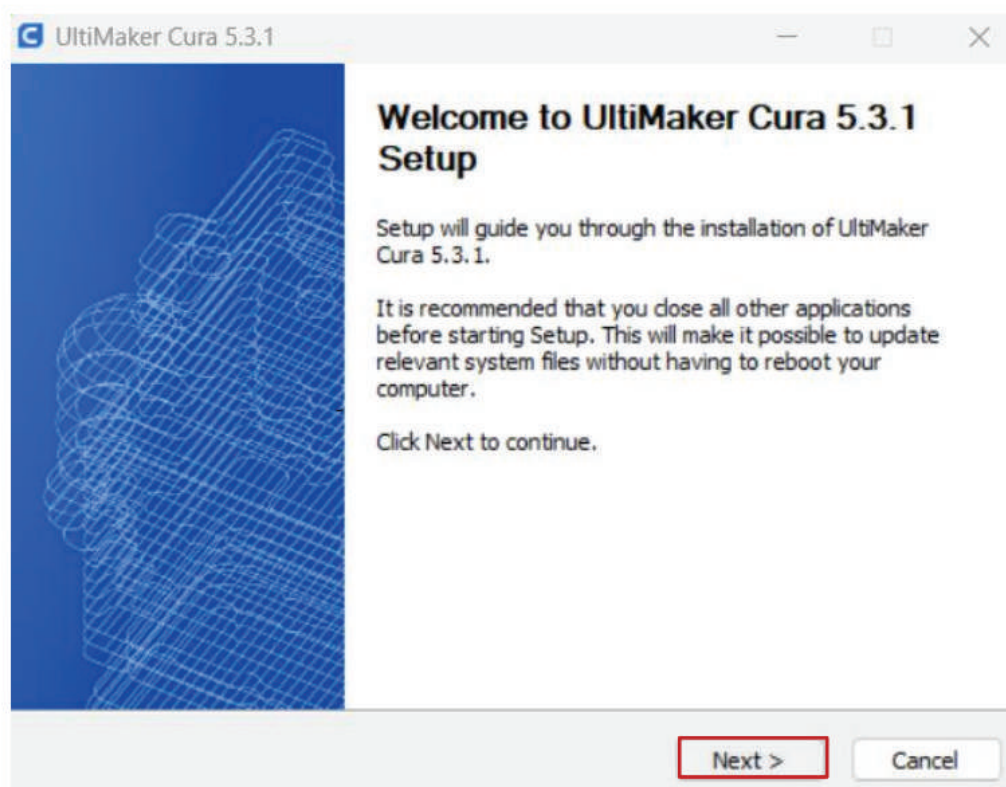 UltiMaker Cura 5.3.1
Welcome to UltiMaker Cura 5.3.1
Setup
Setup will guide you through the installation of UltiMaker
Cura 5.3.1.
It is recommended that you close all other applications
before starting Setup. This will make it possible to update
relevant system files without having to reboot your
computer.
Click Next to continue.
Next >
Cancel